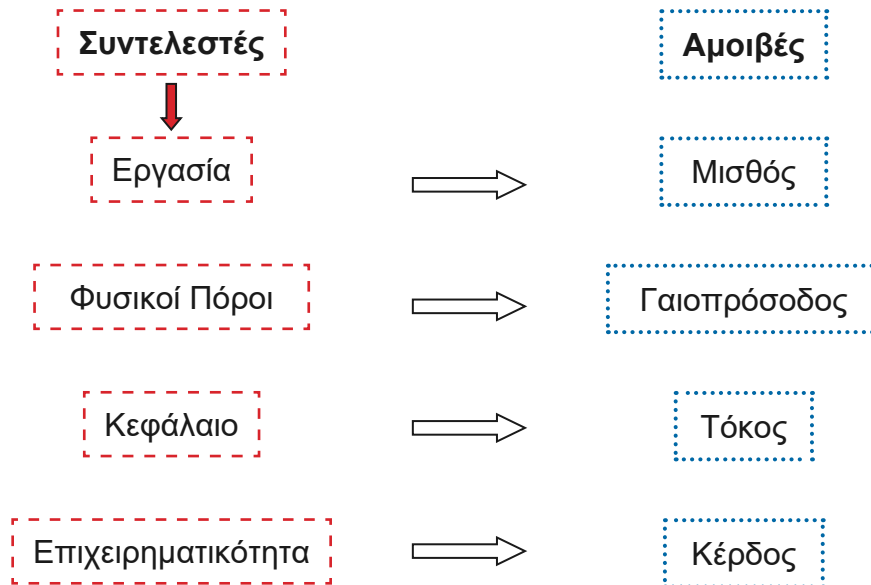 Συντελεστές
Αμοιβές
Εργασία
Μισθός
Φυσικοί Πόροι
Γαιοπρόσοδος
Κεφάλαιο
Τόκος
Επιχειρηματικότητα
Κέρδος